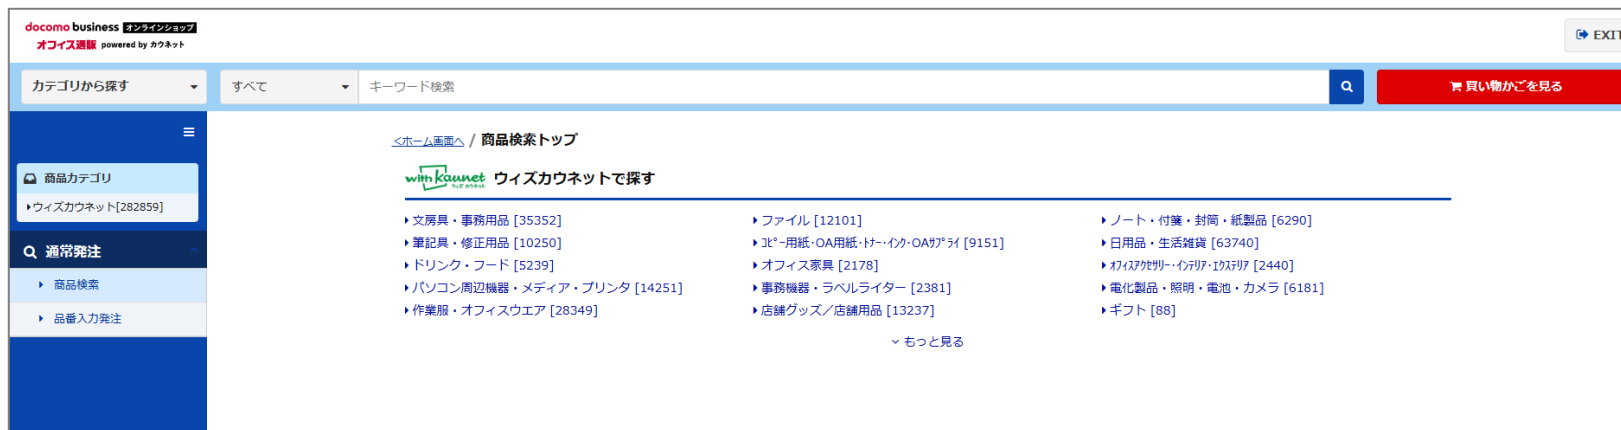 docomo business オンラインショップ
オフィス通販 powered by カウネット
EXIT
カテゴリから探す
すべて
キーワード検索
買い物かごを見る
<ホーム画面へ / 商品検索トップ
商品カテゴリ
ウィズカウネット[282859]
通常発注
商品検索
品番入力発注
with kaunet ウィズカウネットで探す
ウィズ カウネット
文房具・事務用品 [35352]
ファイル [12101]
ノート・付箋・封筒・紙製品 [6290]
筆記具・修正用品 [10250]
ｺﾋﾟｰ用紙･OA用紙･ﾄﾅｰ･ｲﾝｸ･OAｻﾌﾟﾗｲ [9151]
日用品・生活雑貨 [63740]
ドリンク・フード [5239]
オフィス家具 [2178]
ｵﾌｨｽｱｸｾｻﾘｰ･ｲﾝﾃﾘｱ･ｴｸｽﾃﾘｱ [2440]
パソコン周辺機器・メディア・プリンタ [14251]
事務機器・ラベルライター [2381]
電化製品・照明・電池・カメラ [6181]
作業服・オフィスウエア [28349]
店舗グッズ／店舗用品 [13237]
ギフト [88]
もっと見る